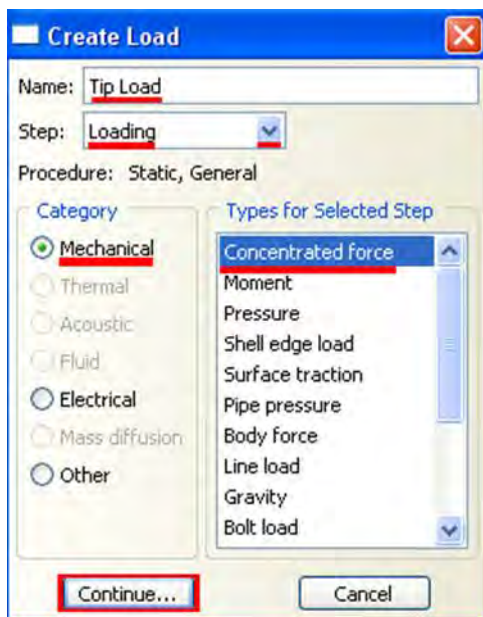 Create Load
Name: Tip Load
Step: Loading
Procedure: Static, General
Category
Mechanical
Thermal
Acoustic
Fluid
Electrical
Mass diffusion
Other
Types for Selected Step
Concentrated force
Moment
Pressure
Shell edge load
Surface traction
Pipe pressure
Body force
Line load
Gravity
Bolt load
Continue... Cancel